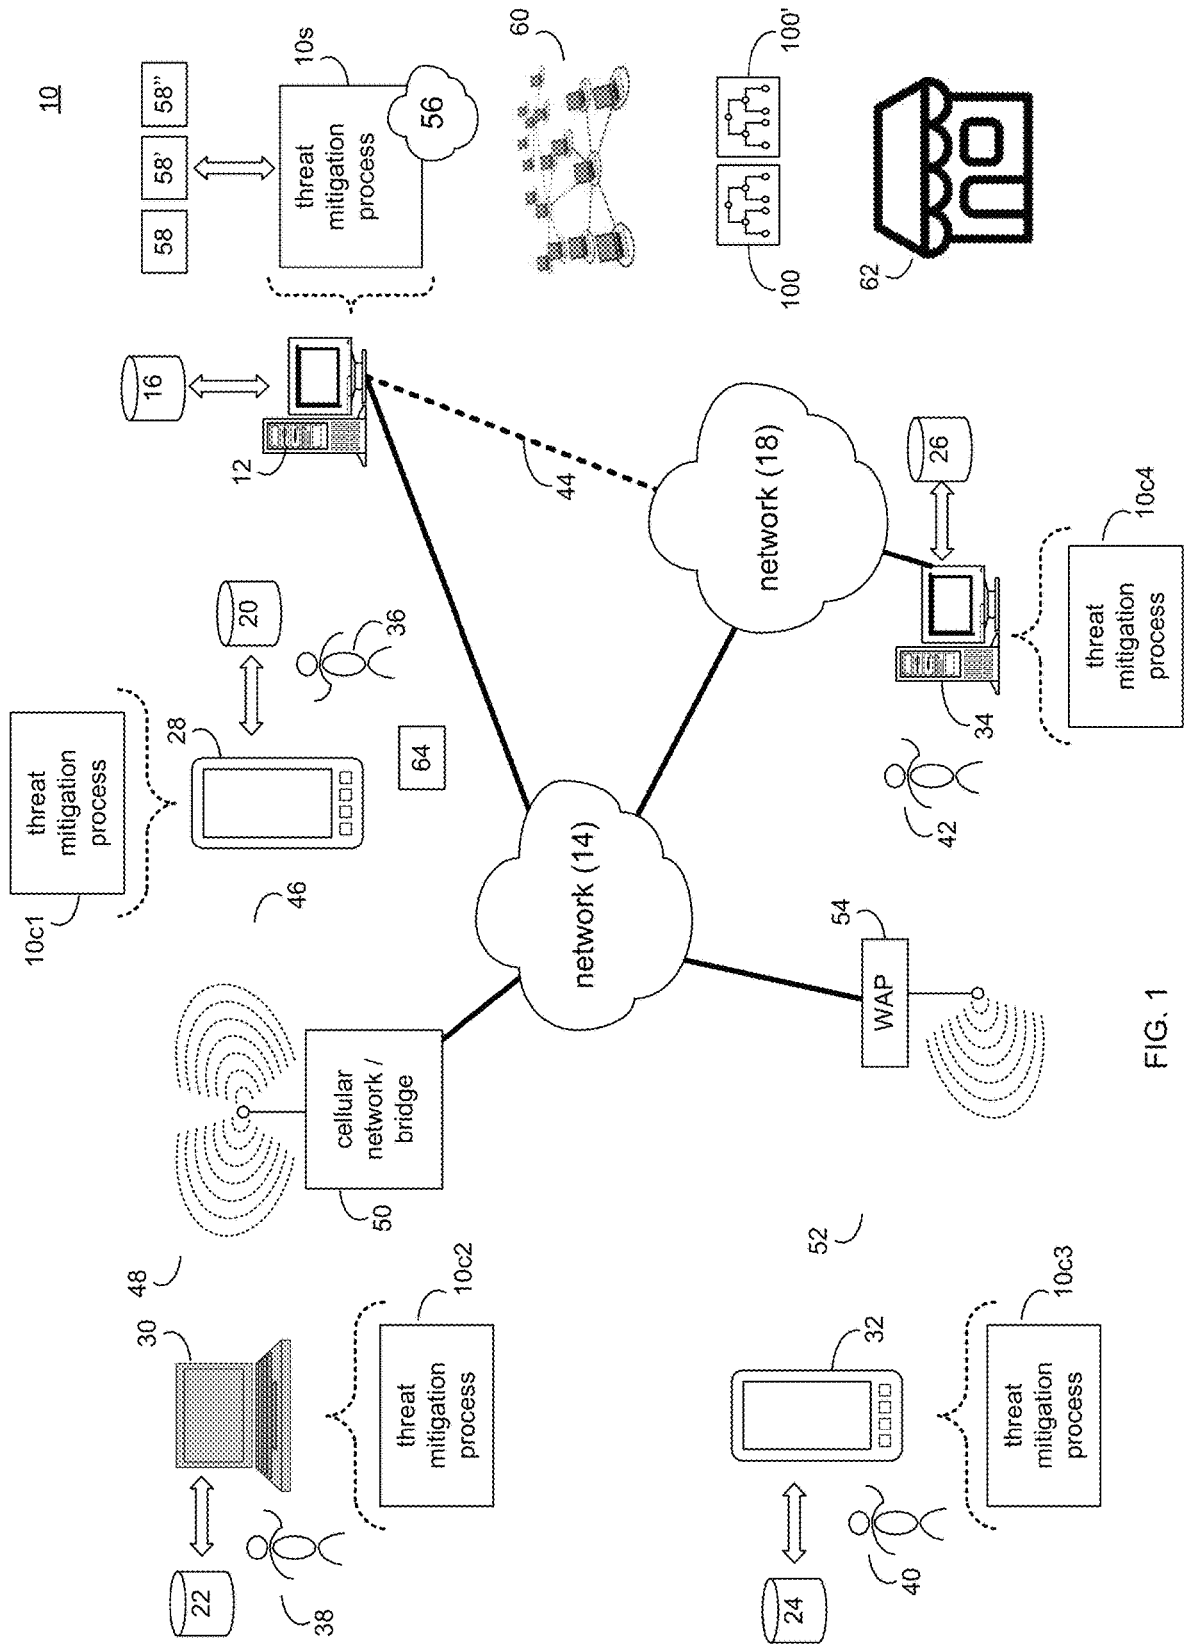 10
48
30
22
38
threat
mitigation
process
10c2
50
cellular
network /
bridge
10c1
threat
mitigation
process
46
28
20
36
64
16
12
58
58'
58"
10s
threat
mitigation
process
56
60
44
network (14)
network (18)
100
100'
62
24
40
32
threat
mitigation
process
10c3
52
54
WAP
42
34
26
threat
mitigation
process
10c4
FIG. 1